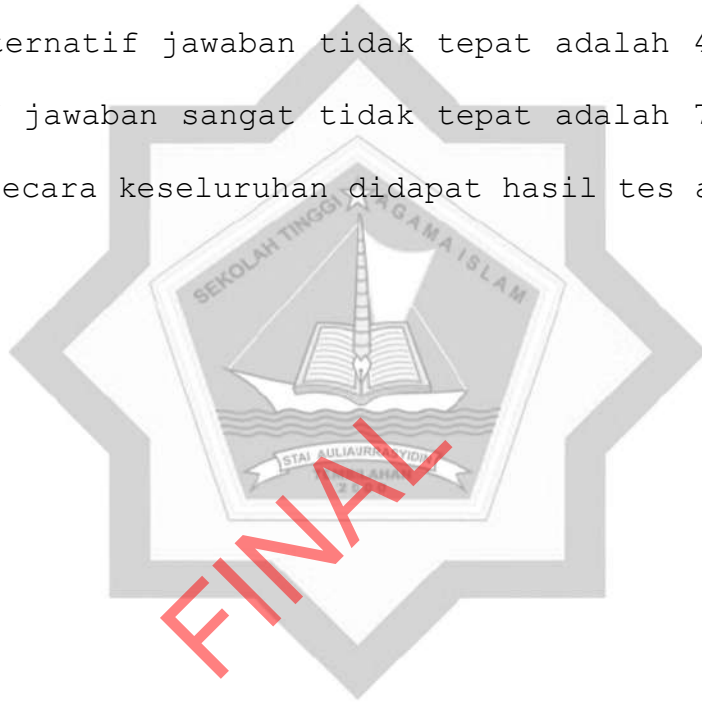 ternatif jawaban tidak tepat adalah 4
jawaban sangat tidak tepat adalah 7
ecara keseluruhan didapat hasil tes a
SEKOLAH TINGGI AGAMA ISLAM
STAI AULIAURRASYIDIN
TEMBILAHAN
FINAL